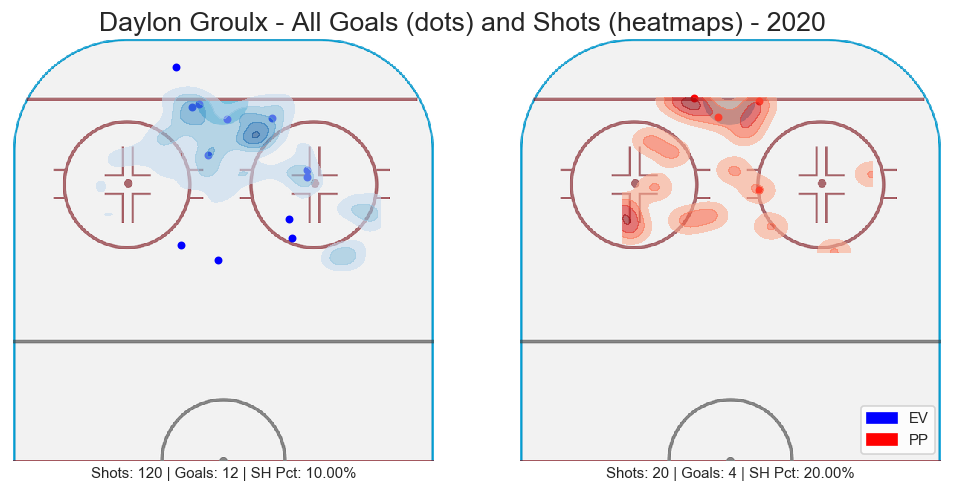 Daylon Groulx - All Goals (dots) and Shots (heatmaps) - 2020
EV
PP
Shots: 120 | Goals: 12 | SH Pct: 10.00%
Shots: 20 | Goals: 4 | SH Pct: 20.00%